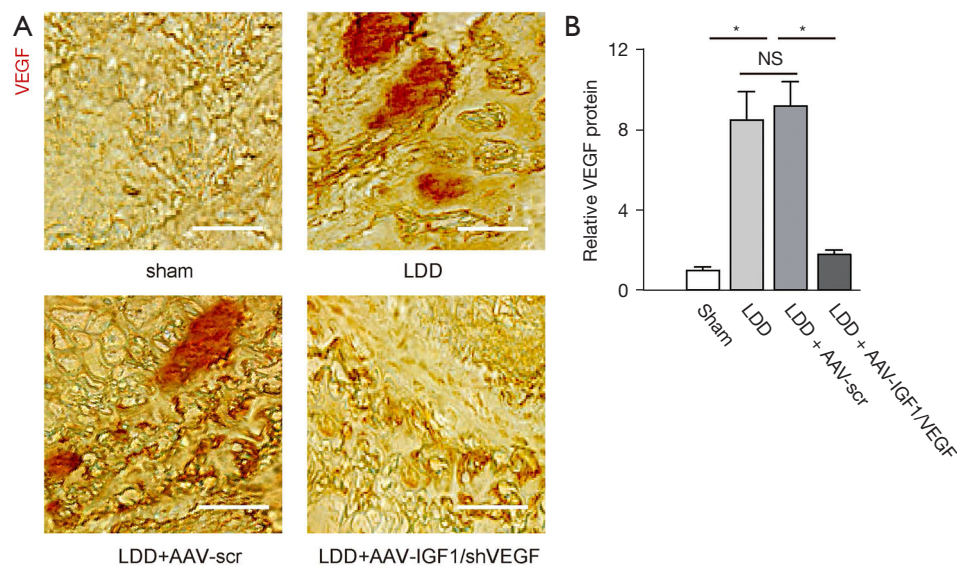 A
VEGF
sham
LDD
LDD+AAV-scr
LDD+AAV-IGF1/shVEGF
B
*
*
NS
12
8
4
0
Relative VEGF protein
Sham
LDD
LDD + AAV-scr
LDD + AAV-IGF1/VEGF